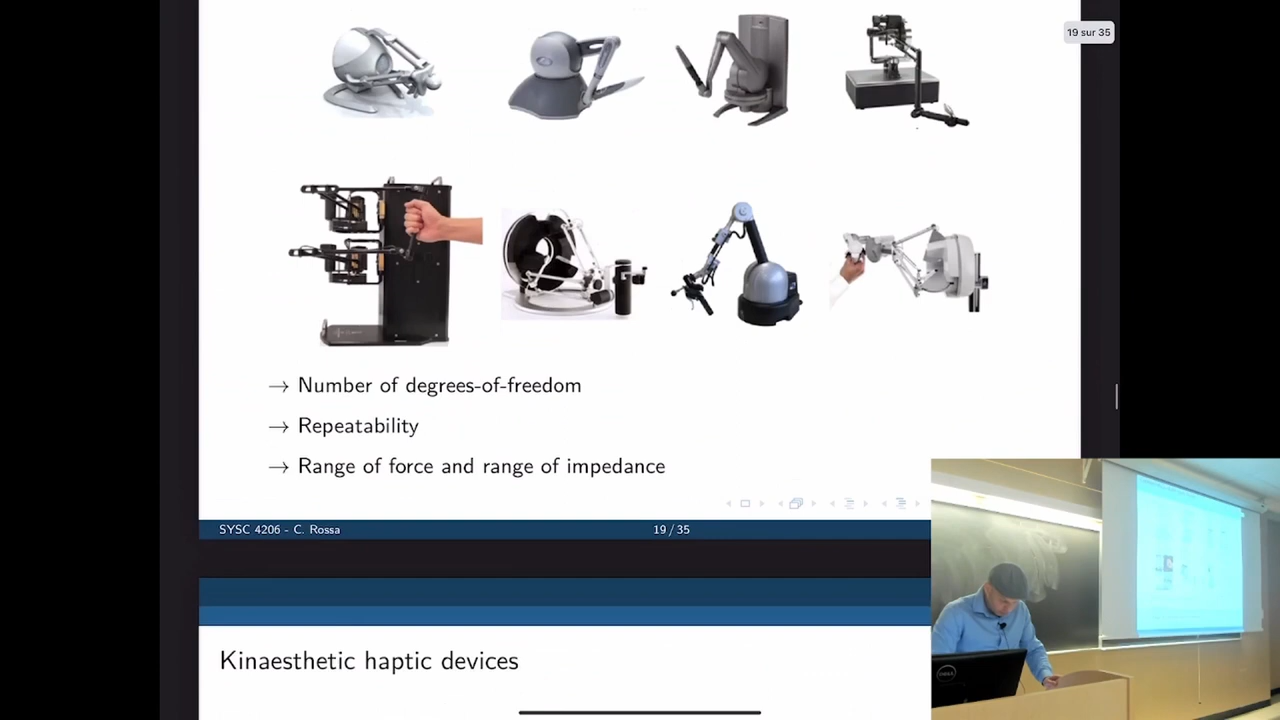 19 sur 35
→ Number of degrees-of-freedom
→ Repeatability
→ Range of force and range of impedance
SYSC 4206 - C. Rossa
19 / 35
Kinaesthetic haptic devices
DELL